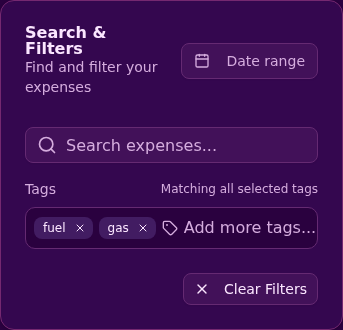 Search &
Filters
Find and filter your
expenses
Date range
Search expenses...
Tags
Matching all selected tags
fuel
gas
Add more tags...
Clear Filters